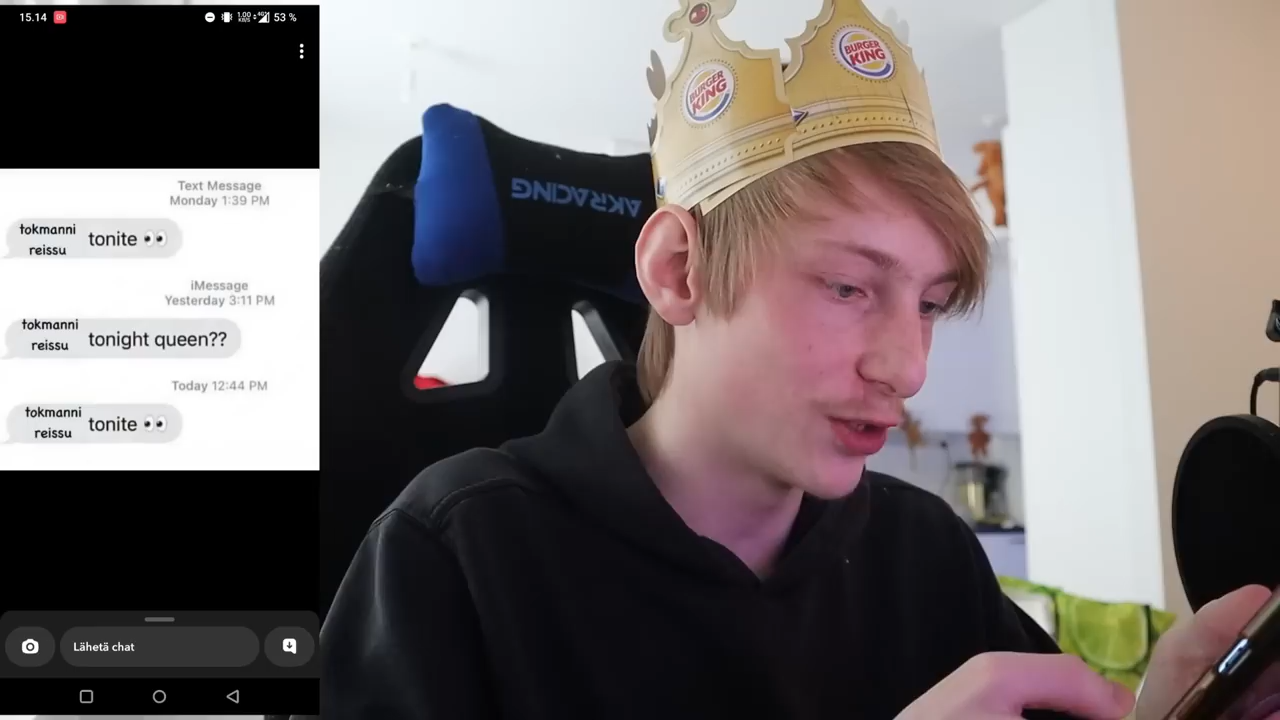 15.14
53 %
Text Message
Monday 1:39 PM
tokmanni
reissu
tonite 👀
iMessage
Yesterday 3:11 PM
tokmanni
reissu
tonight queen??
Today 12:44 PM
tokmanni
reissu
tonite 👀
Lähetä chat
BURGER
KING
BURGER
KING
AKRACING